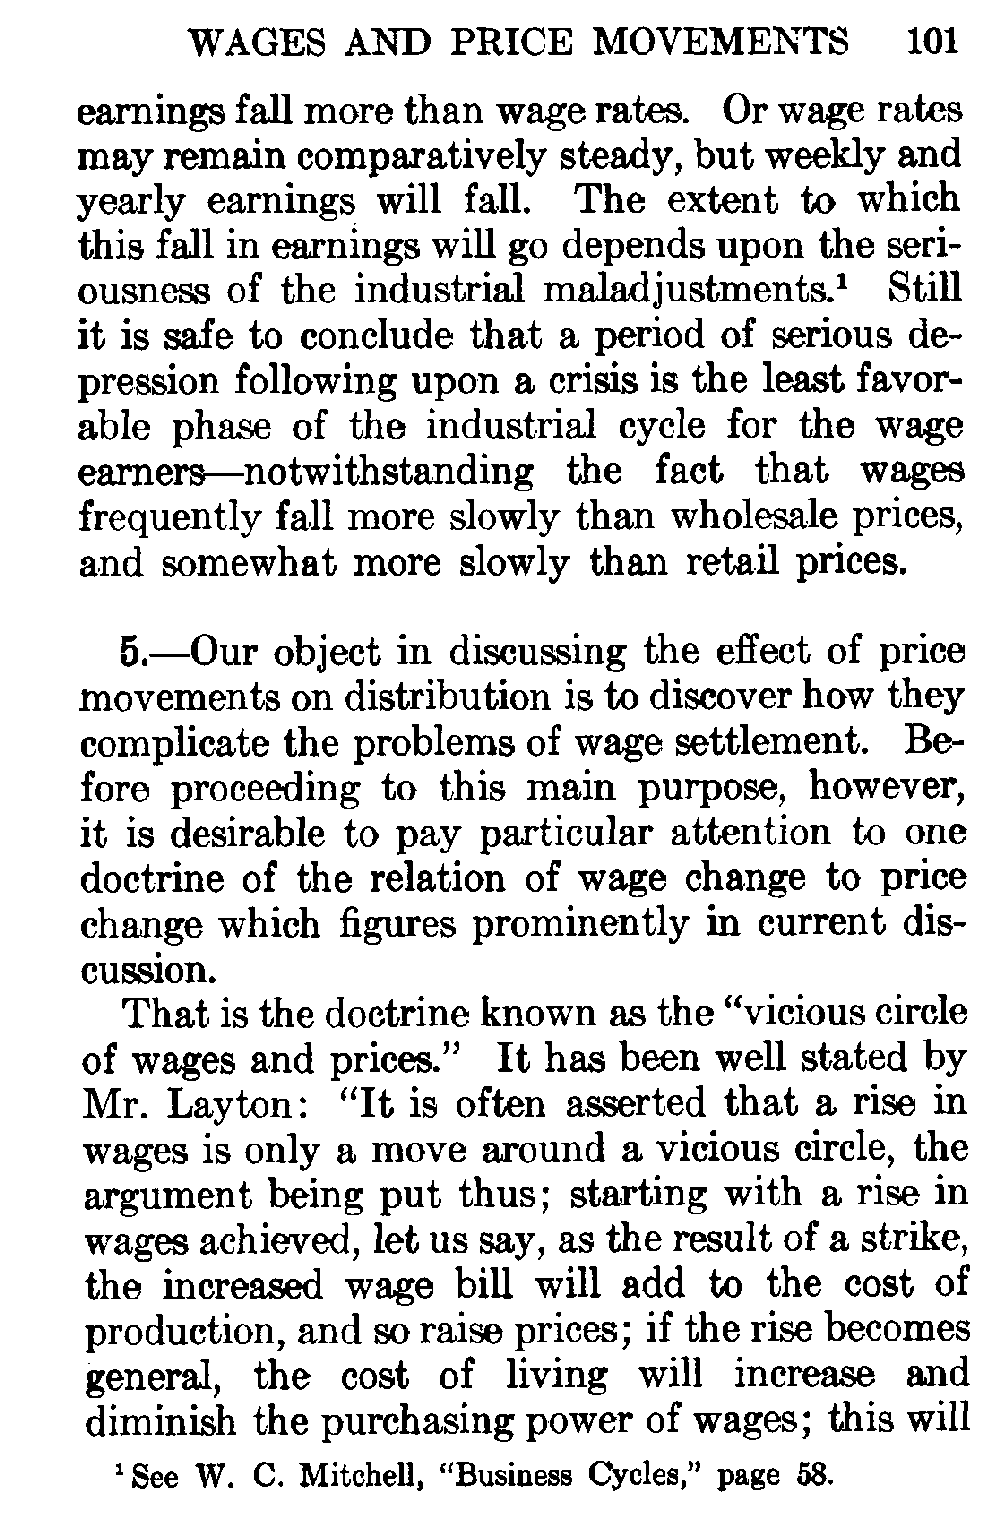 WAGES AND PRICE MOVEMENTS 101
earnings fall more than wage rates. Or wage rates
may remain comparatively steady, but weekly and
yearly earnings will fall. The extent to which
this fall in earnings will go depends upon the seri-
ousness of the industrial maladjustments.¹ Still
it is safe to conclude that a period of serious de-
pression following upon a crisis is the least favor-
able phase of the industrial cycle for the wage
earners—notwithstanding the fact that wages
frequently fall more slowly than wholesale prices,
and somewhat more slowly than retail prices.
5.—Our object in discussing the effect of price
movements on distribution is to discover how they
complicate the problems of wage settlement. Be-
fore proceeding to this main purpose, however,
it is desirable to pay particular attention to one
doctrine of the relation of wage change to price
change which figures prominently in current dis-
cussion.
That is the doctrine known as the “vicious circle
of wages and prices.” It has been well stated by
Mr. Layton: “It is often asserted that a rise in
wages is only a move around a vicious circle, the
argument being put thus; starting with a rise in
wages achieved, let us say, as the result of a strike,
the increased wage bill will add to the cost of
production, and so raise prices; if the rise becomes
general, the cost of living will increase and
diminish the purchasing power of wages; this will
¹ See W. C. Mitchell, “Business Cycles,” page 58.